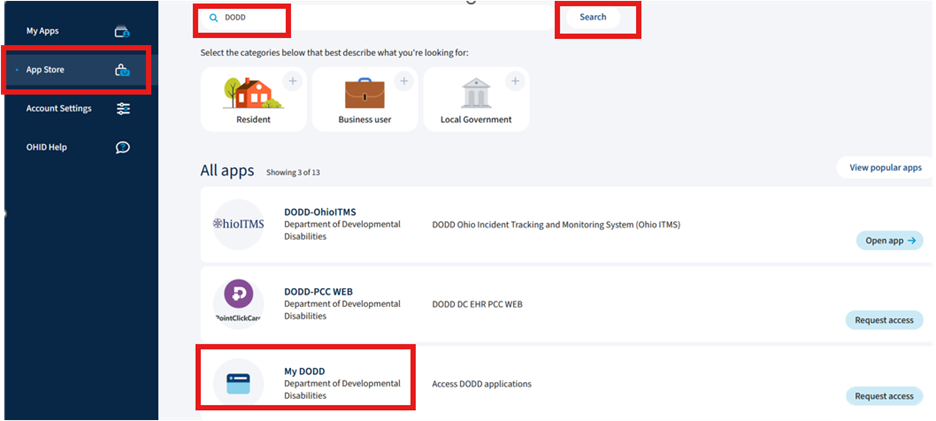 My Apps
App Store
Account Settings
OHID Help
DODD
Search
Select the categories below that best describe what you're looking for:
Resident
Business user
Local Government
All apps Showing 3 of 13
View popular apps
OhioITMS
DODD-OhioITMS
Department of Developmental
Disabilities
DODD Ohio Incident Tracking and Monitoring System (Ohio ITMS)
Open app →
PointClickCare
DODD-PCC WEB
Department of Developmental
Disabilities
DODD DC EHR PCC WEB
Request access
My DODD
Department of Developmental
Disabilities
Access DODD applications
Request access